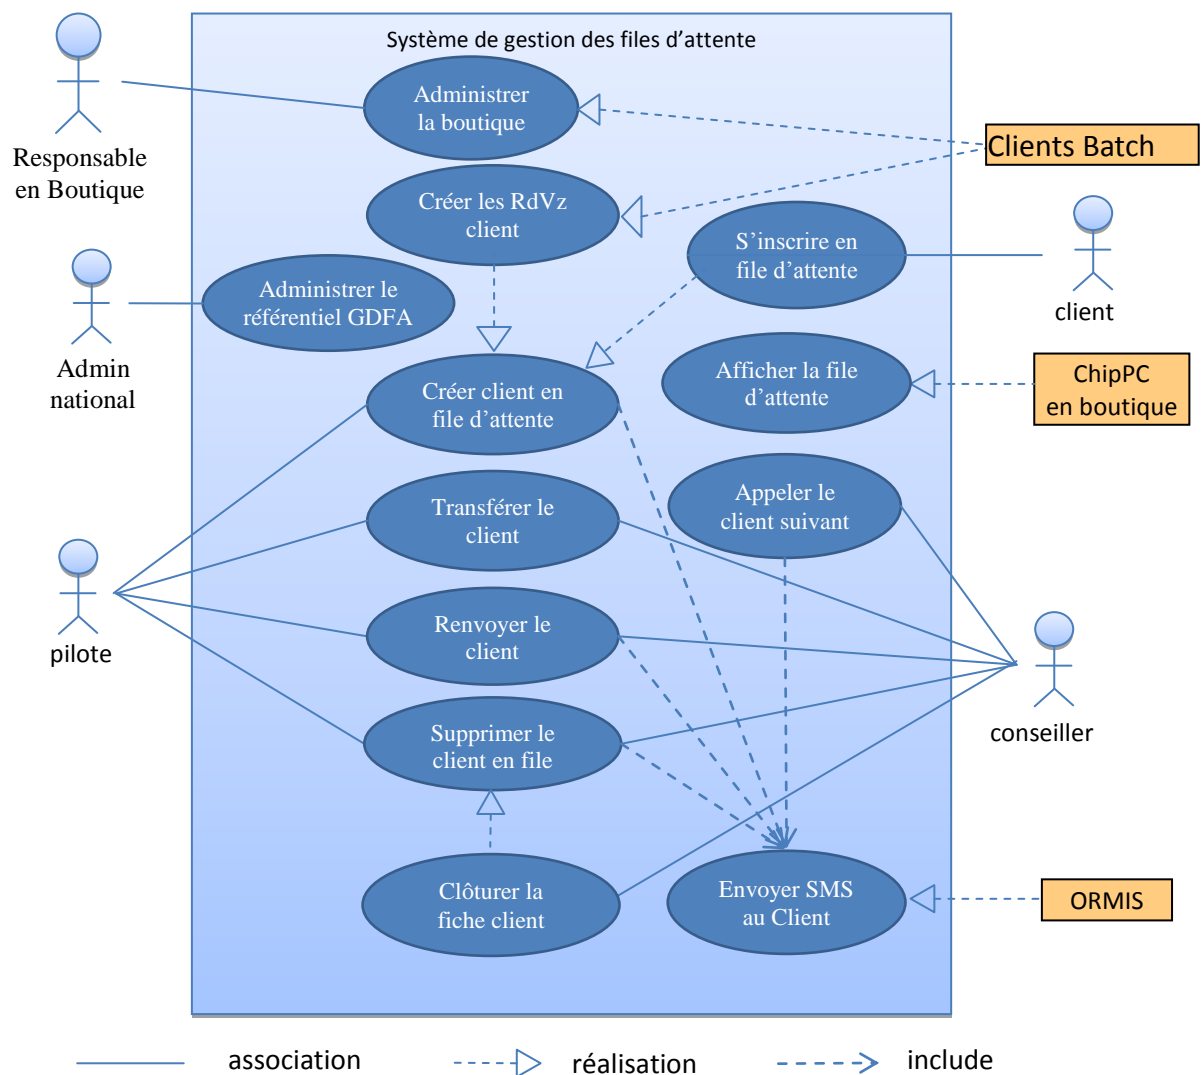 Système de gestion des files d’attente
Responsable
en Boutique
Administrer
la boutique
Clients Batch
Créer les RdVz
client
S’inscrire en
file d’attente
client
Admin
national
Administrer le
référentiel GDFA
Créer client en
file d’attente
Afficher la file
d’attente
ChipPC
en boutique
Transférer le
client
Appeler le
client suivant
pilote
Renvoyer le
client
conseiller
Supprimer le
client en file
Clôturer la
fiche client
Envoyer SMS
au Client
ORMIS
association
réalisation
include